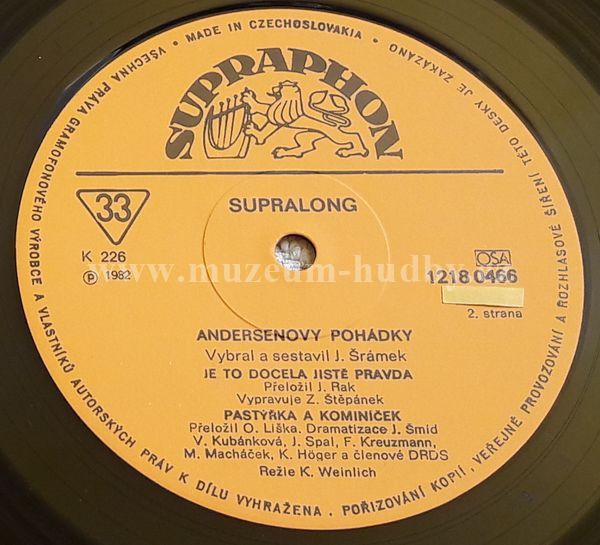 VŠECHNA PRÁVA GRAMOFONOVÉHO VÝROBCE A VLASTNÍKŮ AUTORSKÝCH PRÁV K DÍLU VYHRAŽENA. POŘIZOVÁNÍ KOPIÍ, VEŘEJNÉ PROVOZOVÁNÍ A ROZHLASOVÉ ŠÍŘENÍ TÉTO DESKY JE ZAKÁZÁNO • MADE IN CZECHOSLOVAKIA •
SUPRAPHON
33
SUPRALONG
K 226
OSA
℗ 1982
1218 0466
www.muzeum-hudby.
2. strana
ANDERSENOVY POHÁDKY
Vybral a sestavil J. Šrámek
JE TO DOCELA JISTĚ PRAVDA
Přeložil J. Rak
Vypravuje Z. Štěpánek
PASTÝŘKA A KOMINÍČEK
Přeložil O. Liška. Dramatizace J. Šmíd
V. Kubánková, J. Spal, F. Kreuzmann,
M. Macháček, K. Höger a členové DRDS
Režie K. Weinlich